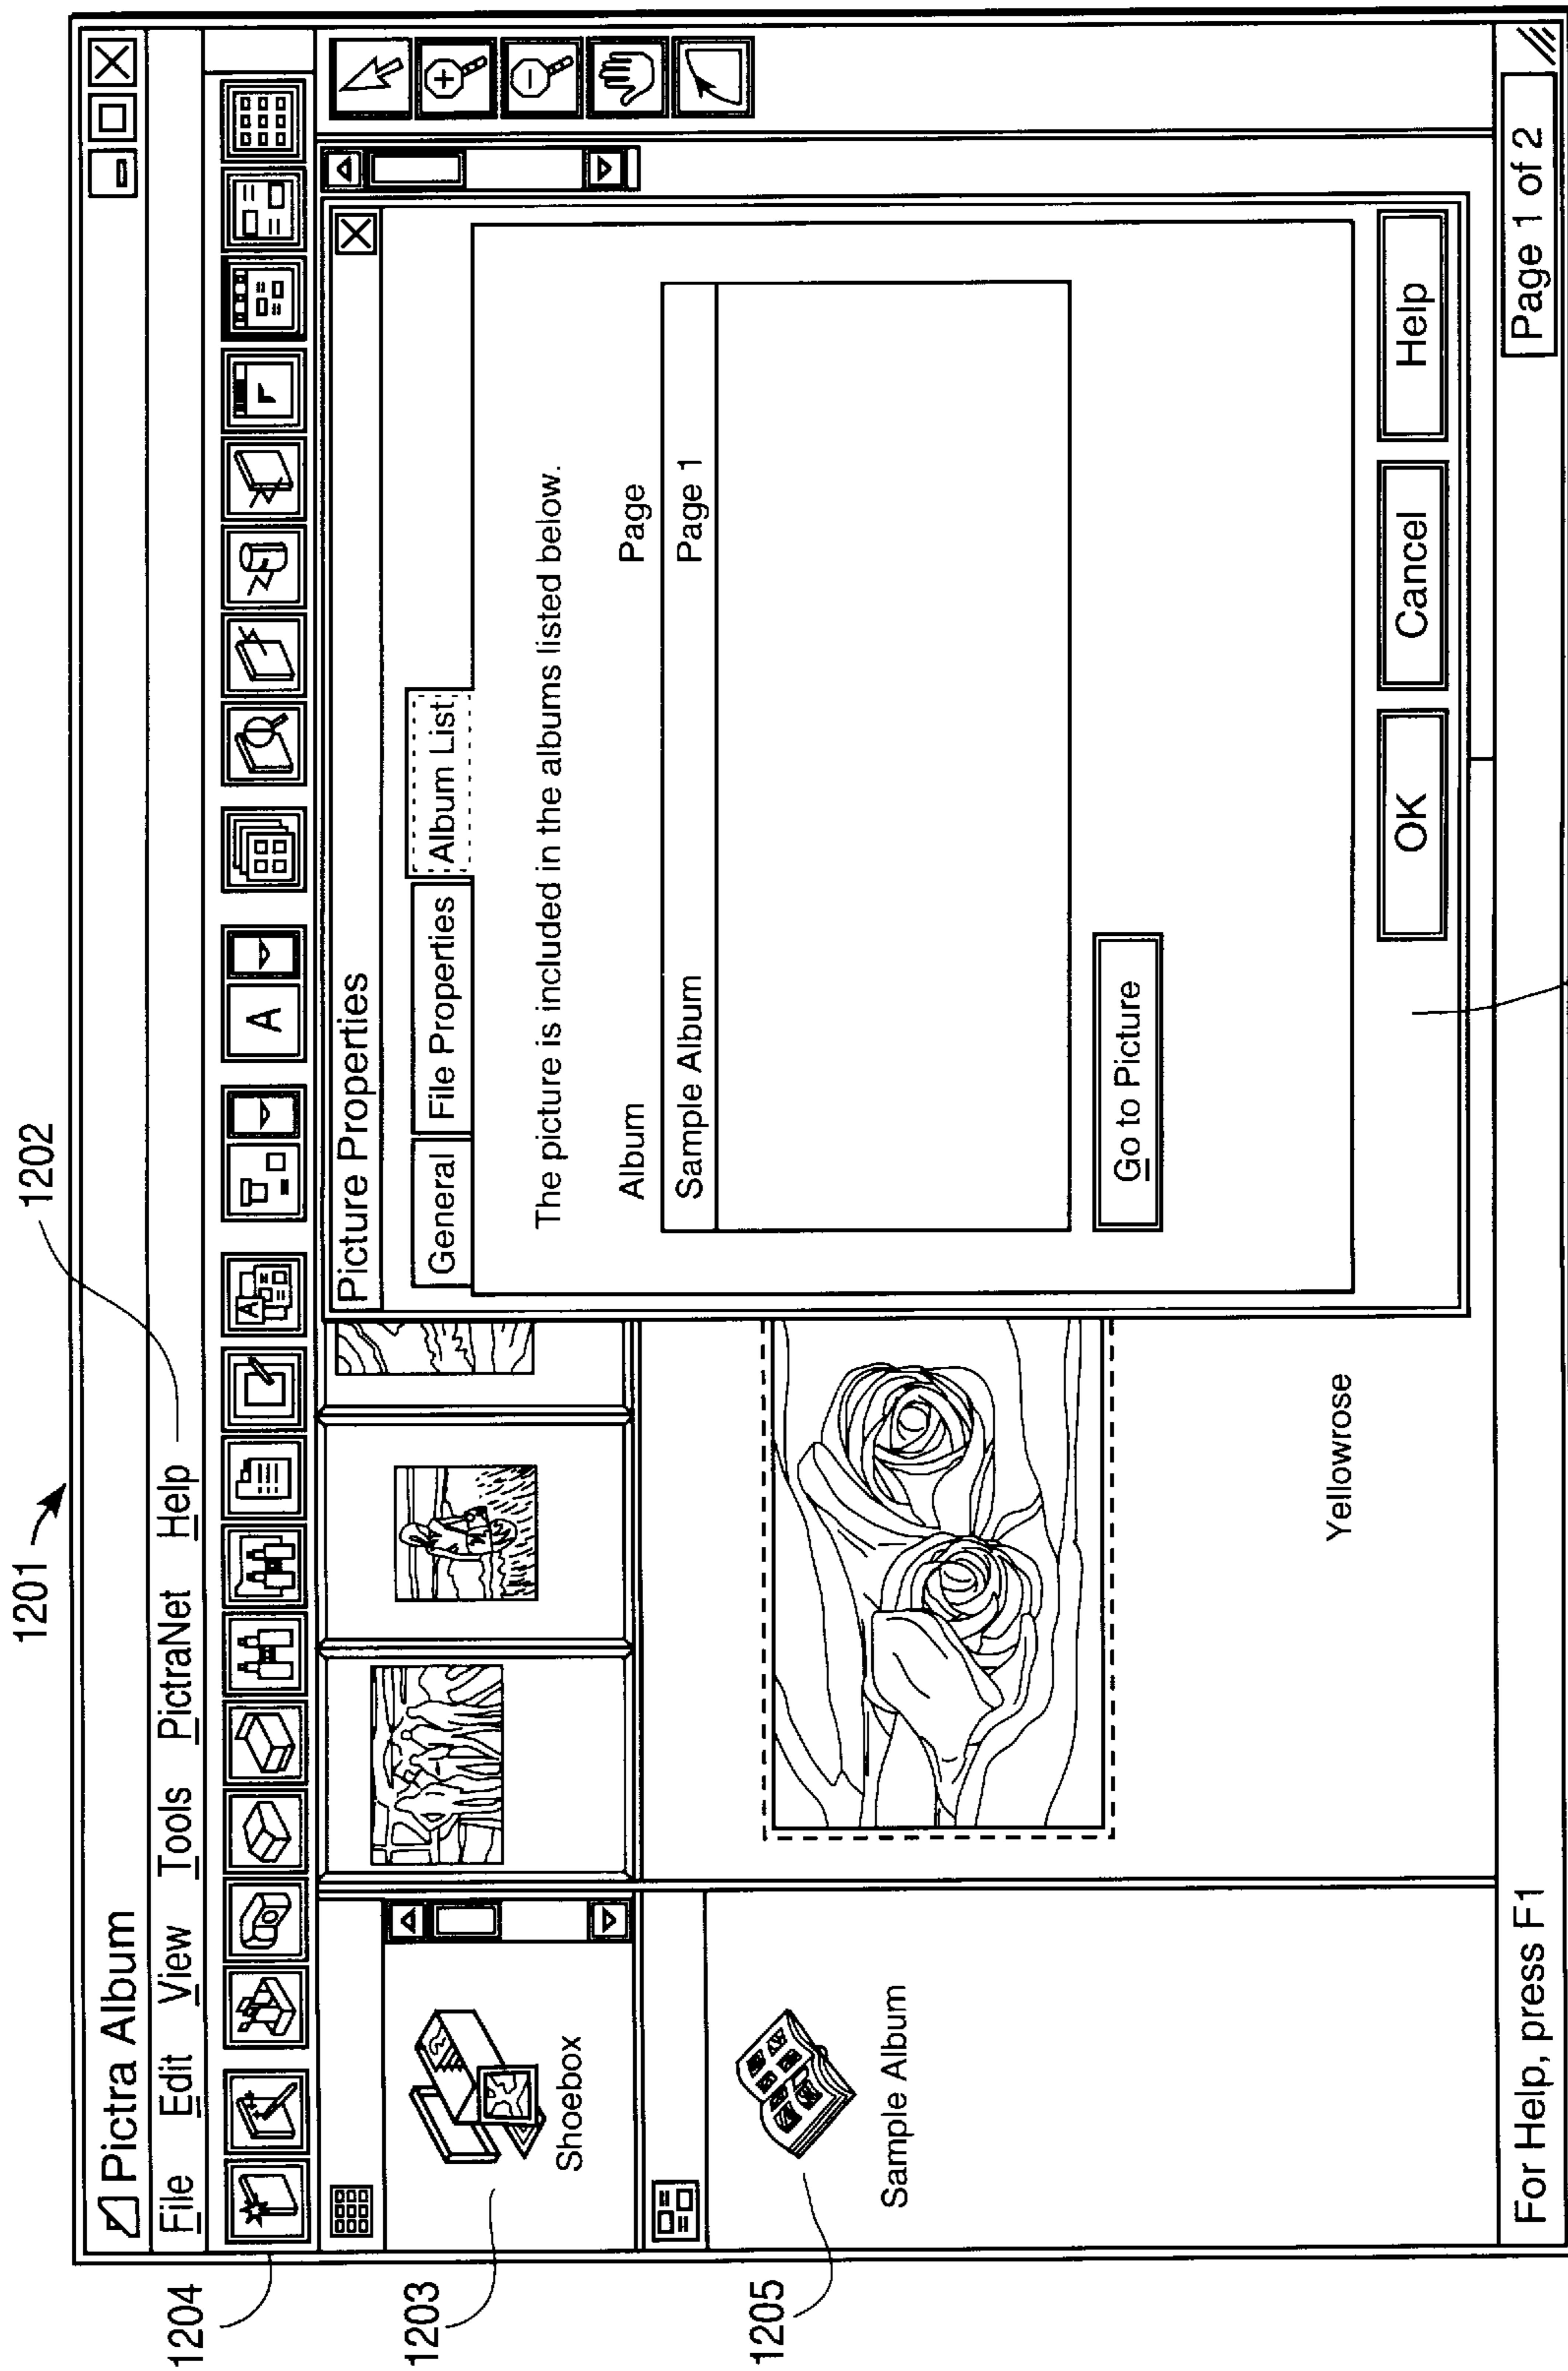 1201
1202
Pictra Album
File Edit View Tools PictraNet Help
1204
A
A
Picture Properties
General File Properties Album List
The picture is included in the albums listed below.
Album Page
Sample Album Page 1
Go to Picture
OK Cancel Help
1203
Shoebox
1205
Sample Album
Yellowrose
For Help, press F1
Page 1 of 2